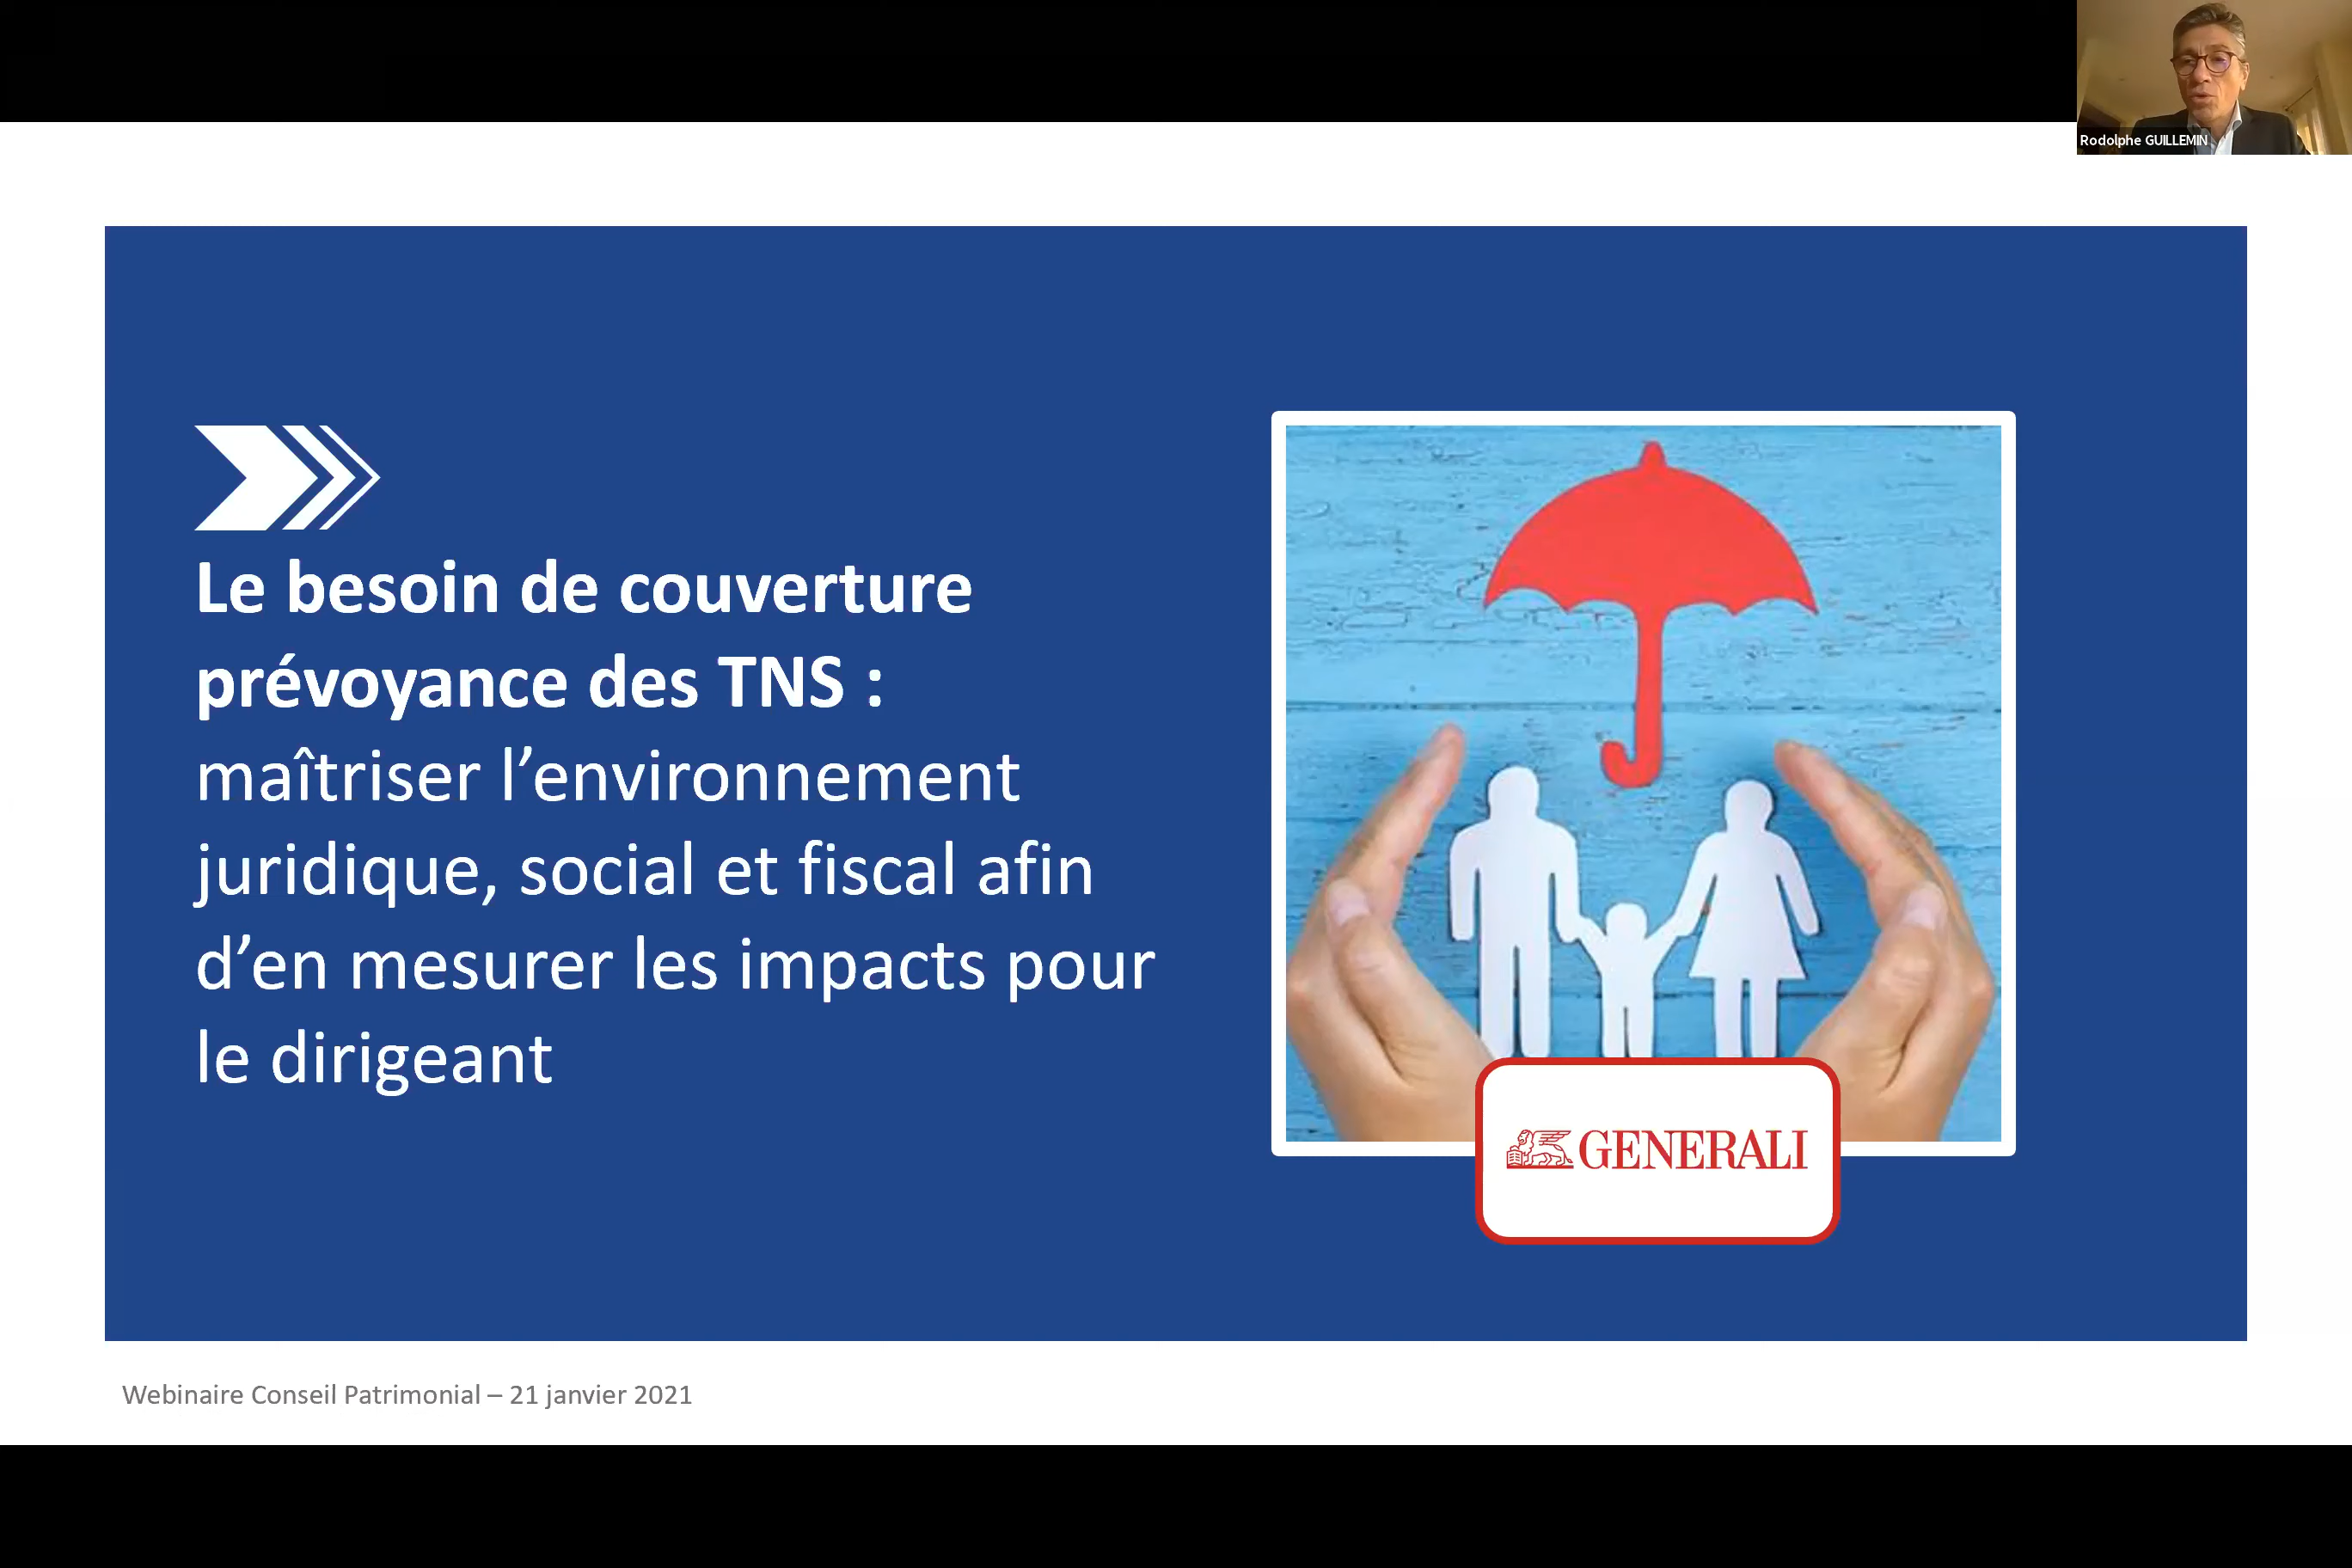 Rodolphe GUILLEMIN
Le besoin de couverture
prévoyance des TNS :
maîtriser l’environnement
juridique, social et fiscal afin
d’en mesurer les impacts pour
le dirigeant
GENERALI
Webinaire Conseil Patrimonial – 21 janvier 2021